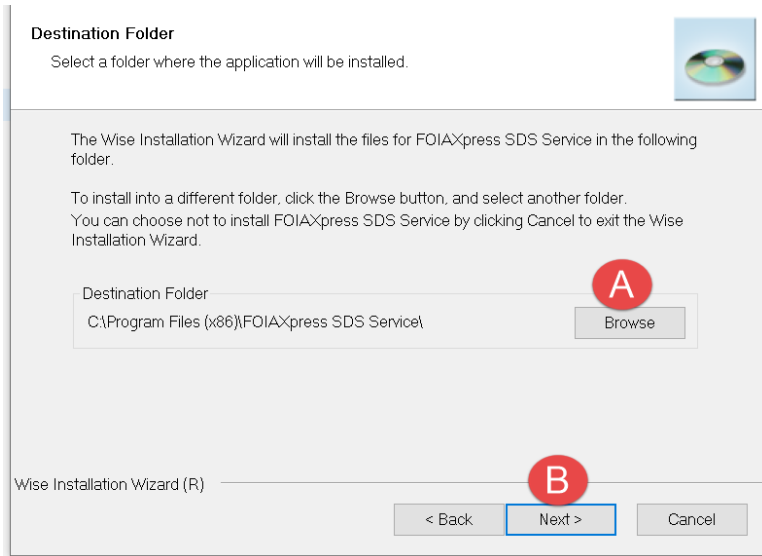 Destination Folder
Select a folder where the application will be installed.
The Wise Installation Wizard will install the files for FOIAXpress SDS Service in the following
folder.
To install into a different folder, click the Browse button, and select another folder.
You can choose not to install FOIAXpress SDS Service by clicking Cancel to exit the Wise
Installation Wizard.
A
Destination Folder
C:\Program Files (x86)\FOIAXpress SDS Service\
Browse
B
Wise Installation Wizard (R)
< Back
Next >
Cancel